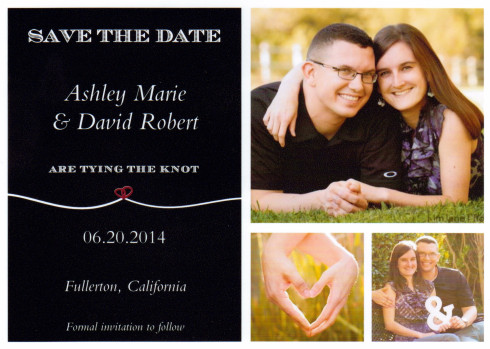 SAVE THE DATE
Ashley Marie
& David Robert
ARE TYING THE KNOT
06.20.2014
Fullerton, California
Formal invitation to follow
&